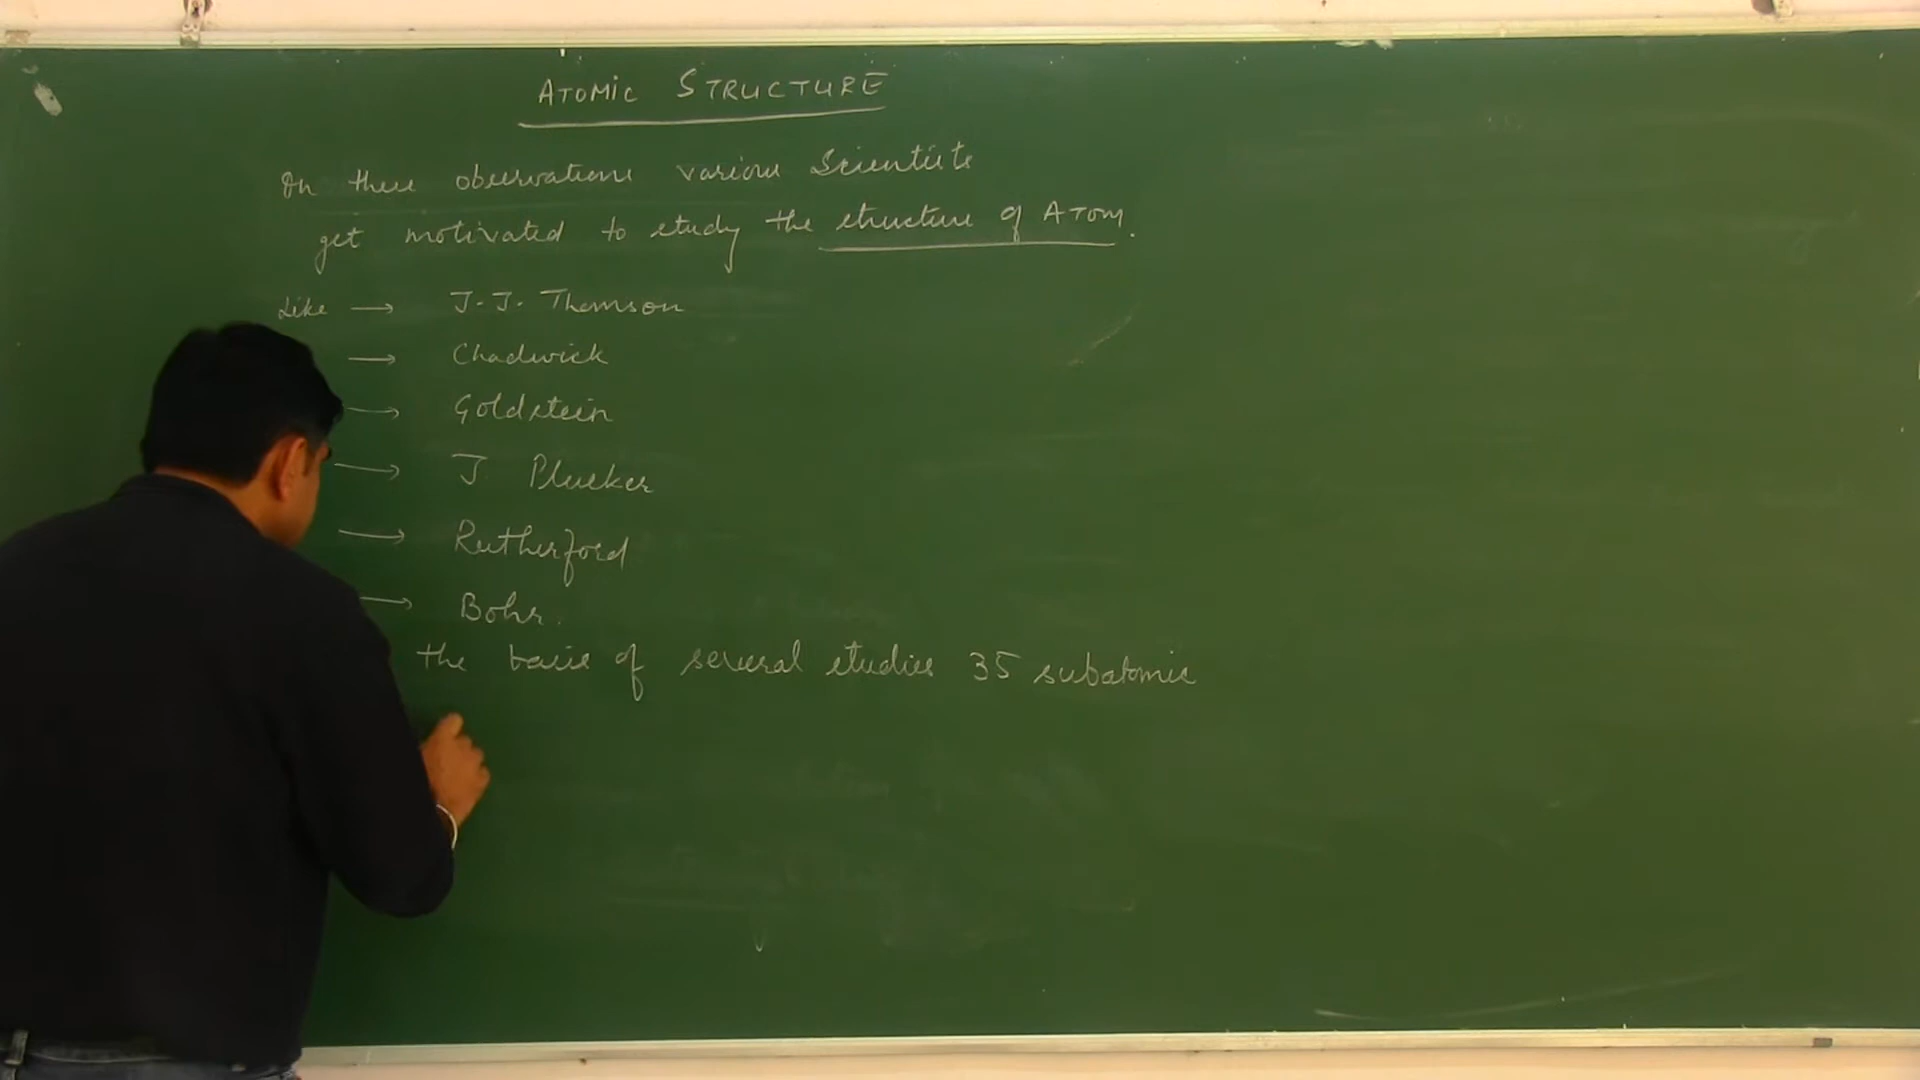 ATOMIC STRUCTURE
On these observations various Scientists
get motivated to study the structure of ATOM.
Like → J.J. Thomson
→ Chadwick
→ Goldstein
→ J. Plucker
→ Rutherford
→ Bohr.
the basis of several studies 35 subatomic